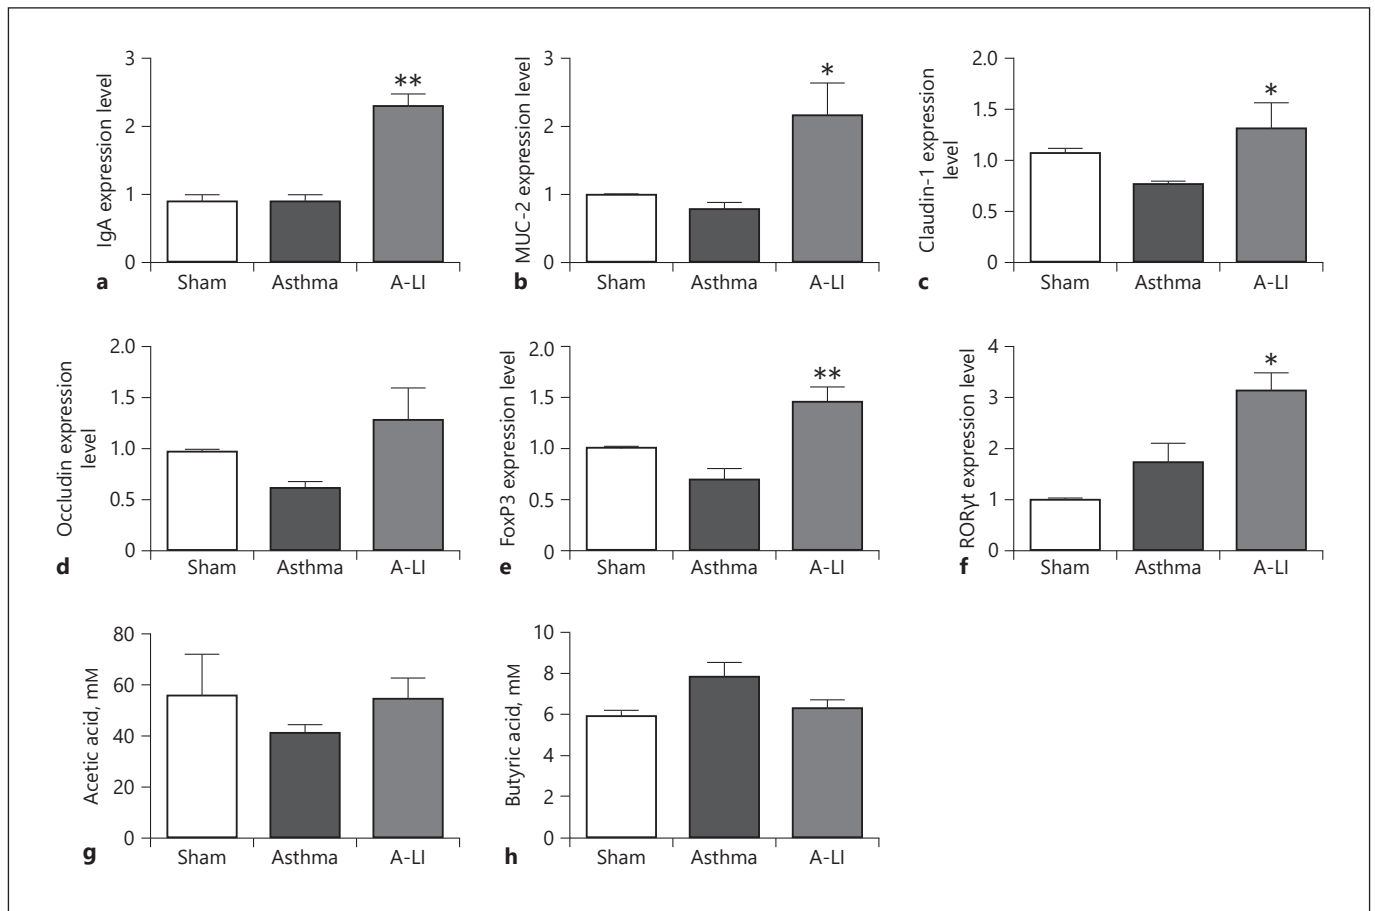 IgA expression level
3
2
1
0
**
a
Sham Asthma A-LI
MUC-2 expression level
3
2
1
0
*
b
Sham Asthma A-LI
Claudin-1 expression
level
2.0
1.5
1.0
0.5
0
*
c
Sham Asthma A-LI
Occludin expression
level
2.0
1.5
1.0
0.5
0
d
Sham Asthma A-LI
FoxP3 expression level
2.0
1.5
1.0
0.5
0
**
e
Sham Asthma A-LI
RORγt expression level
4
3
2
1
0
*
f
Sham Asthma A-LI
Acetic acid, mM
80
60
40
20
0
g
Sham Asthma A-LI
Butyric acid, mM
10
8
6
4
2
0
h
Sham Asthma A-LI